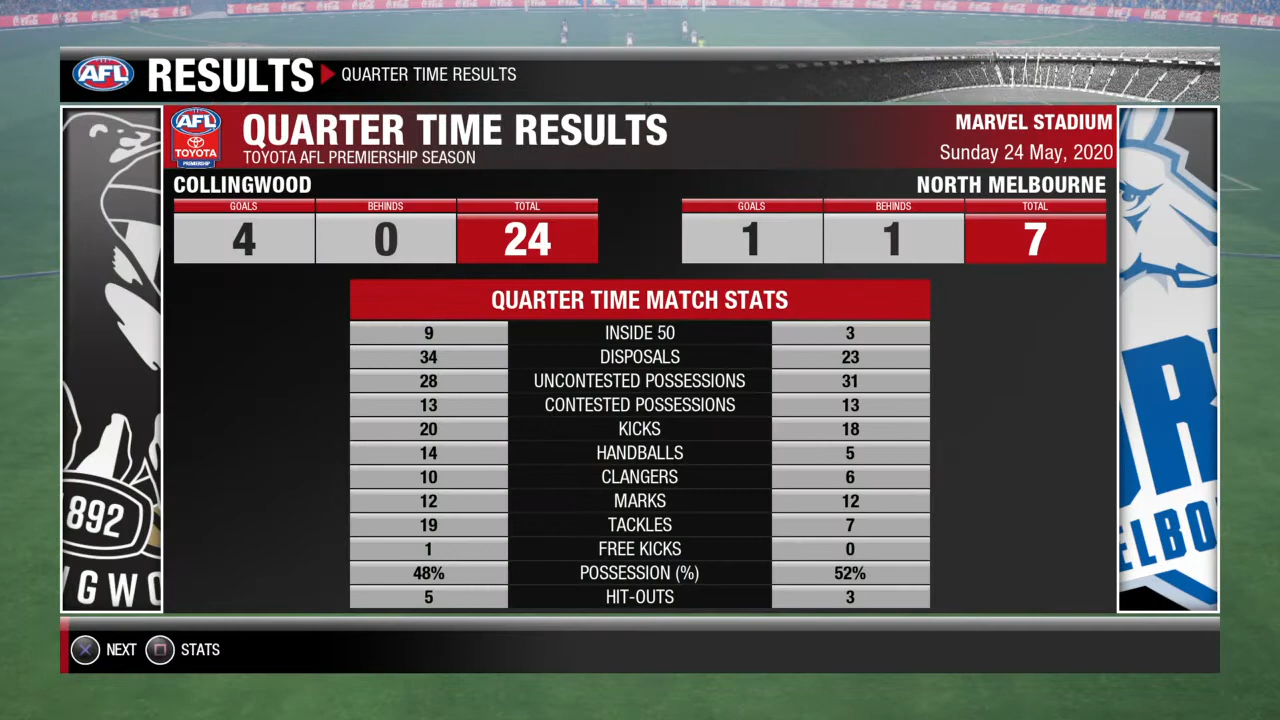 AFL RESULTS QUARTER TIME RESULTS
AFL TOYOTA PREMIERSHIP
QUARTER TIME RESULTS
TOYOTA AFL PREMIERSHIP SEASON
MARVEL STADIUM
Sunday 24 May, 2020
COLLINGWOOD NORTH MELBOURNE
GOALS BEHINDS TOTAL GOALS BEHINDS TOTAL
4 0 24 1 1 7
QUARTER TIME MATCH STATS
9 INSIDE 50 3
34 DISPOSALS 23
28 UNCONTESTED POSSESSIONS 31
13 CONTESTED POSSESSIONS 13
20 KICKS 18
14 HANDBALLS 5
10 CLANGERS 6
12 MARKS 12
19 TACKLES 7
1 FREE KICKS 0
48% POSSESSION (%) 52%
5 HIT-OUTS 3
892
NGWO
ORT
ELBO
NEXT STATS